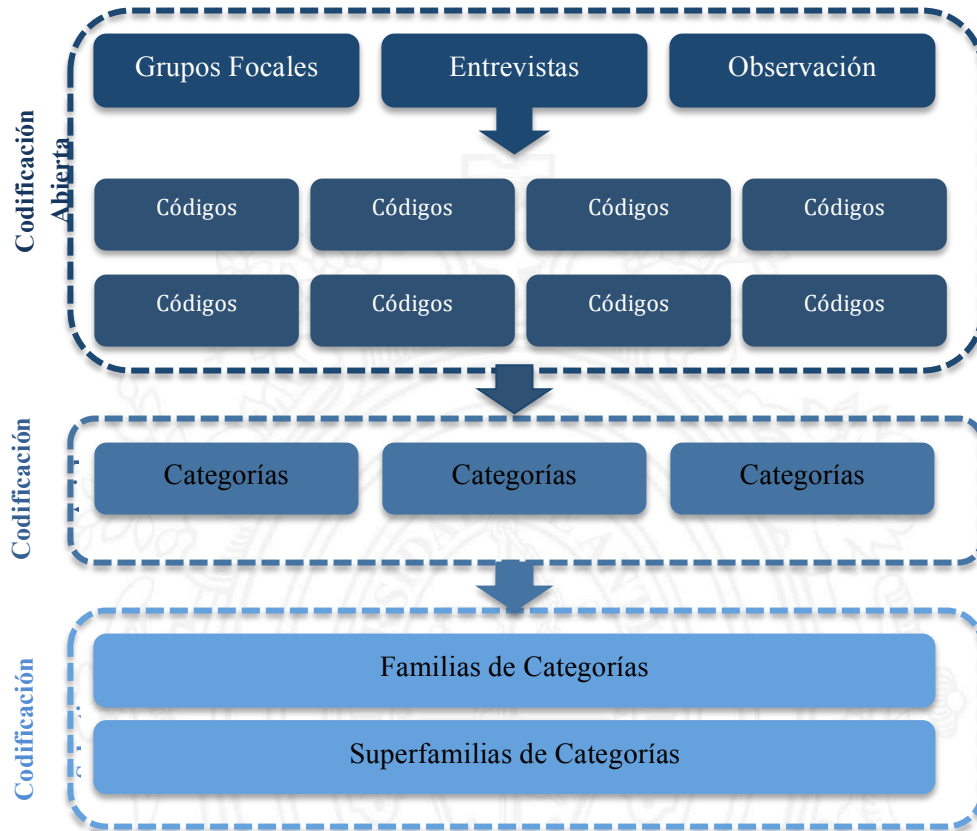 Grupos Focales
Entrevistas
Observación
Codificación
Abierta
Códigos
Códigos
Códigos
Códigos
Códigos
Códigos
Códigos
Códigos
Codificación
Categorías
Categorías
Categorías
Codificación
Familias de Categorías
Superfamilias de Categorías